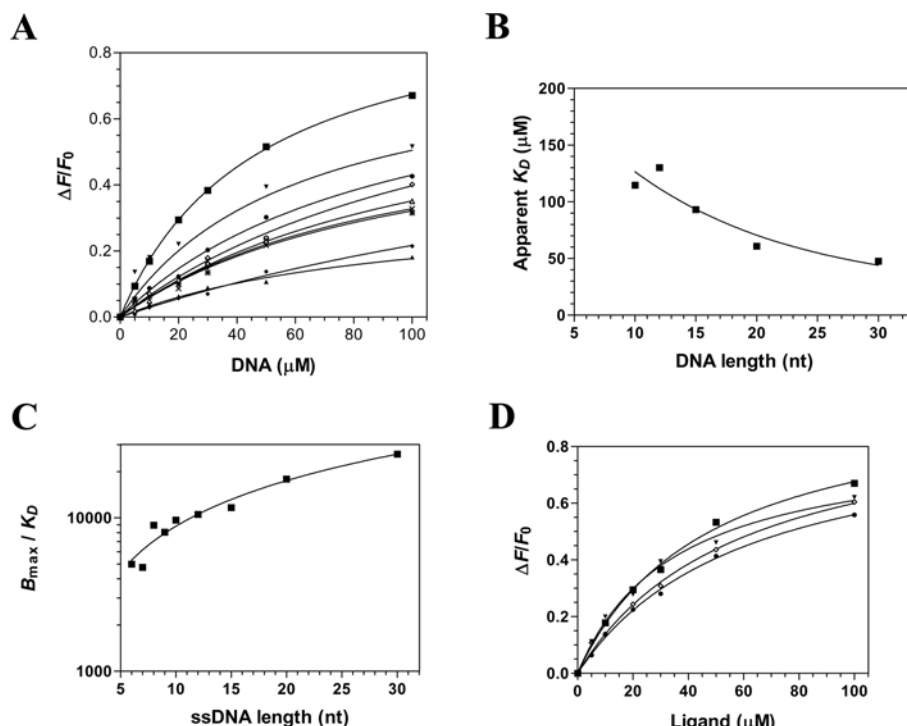 A
ΔF/F0
0.8
0.6
0.4
0.2
0.0
0 20 40 60 80 100
DNA (μM)
B
Apparent KD (μM)
200
150
100
50
0
5 10 15 20 25 30
DNA length (nt)
C
Bmax / KD
10000
1000
5 10 15 20 25 30
ssDNA length (nt)
D
ΔF/F0
0.8
0.6
0.4
0.2
0.0
0 20 40 60 80 100
Ligand (μM)